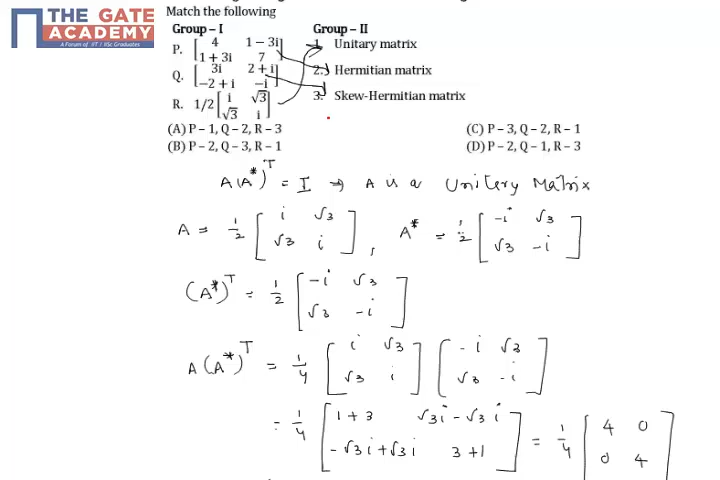 THE GATE
ACADEMY
A Forum of IIT / IISc Graduates
Match the following
Group – I Group – II
P. [4 1 − 3i; 1 + 3i 7] 1. Unitary matrix
Q. [3i 2 + i; −2 + i −i] 2. Hermitian matrix
R. 1/2 [i √3; √3 i] 3. Skew-Hermitian matrix
(A) P – 1, Q – 2, R – 3 (C) P – 3, Q – 2, R – 1
(B) P – 2, Q – 3, R – 1 (D) P – 2, Q – 1, R – 3
A(A*)ᵀ = I ⇒ A is a Unitery Matrix
A = 1/2 [i √3; √3 i], A* = 1/2 [−i √3; √3 −i]
(A*)ᵀ = 1/2 [−i √3; √3 −i]
A(A*)ᵀ = 1/4 [i √3; √3 i] [−i √3; √3 −i]
= 1/4 [1 + 3 √3i − √3i; −√3i + √3i 3 + 1] = 1/4 [4 0; 0 4]